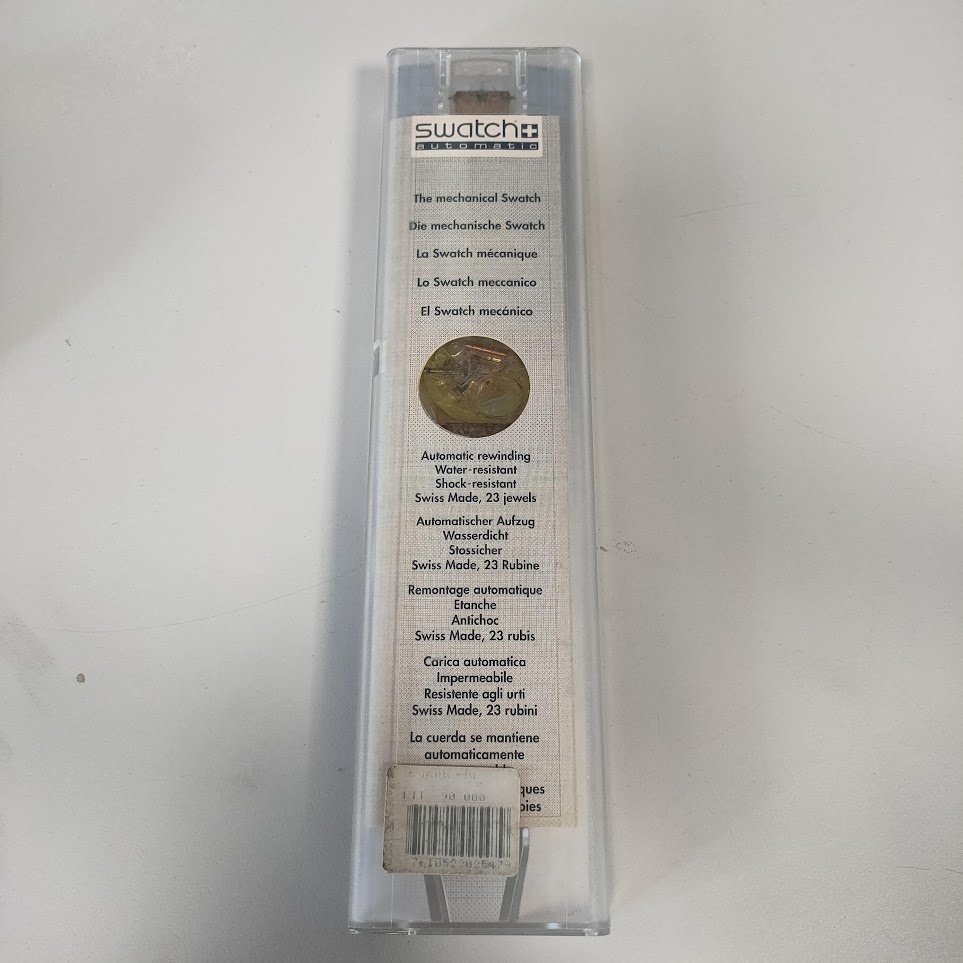 swatch
automatic
The mechanical Swatch
Die mechanische Swatch
La Swatch mécanique
Lo Swatch meccanico
El Swatch mecánico
Automatic rewinding
Water-resistant
Shock-resistant
Swiss Made, 23 jewels
Automatischer Aufzug
Wasserdicht
Stossicher
Swiss Made, 23 Rubine
Remontage automatique
Etanche
Antichoc
Swiss Made, 23 rubis
Carica automatica
Impermeabile
Resistente agli urti
Swiss Made, 23 rubini
La cuerda se mantiene
automaticamente
90 000